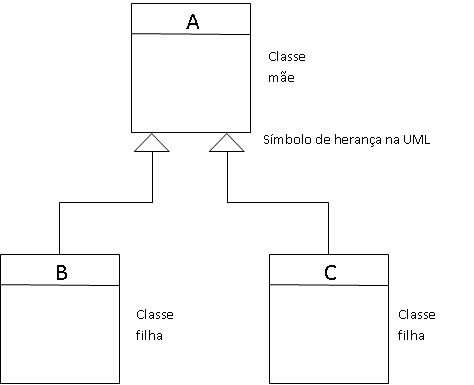 A
Classe
mãe
Símbolo de herança na UML
B
Classe
filha
C
Classe
filha